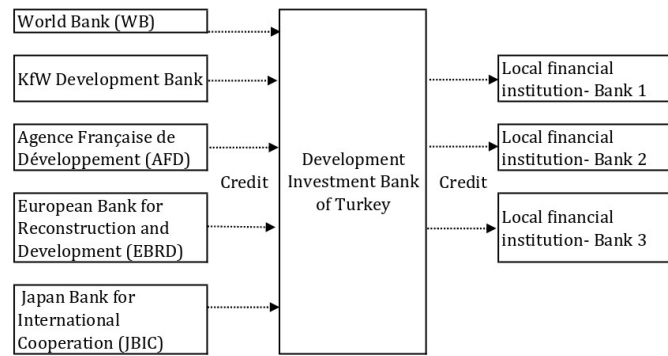 World Bank (WB)
KfW Development Bank
Agence Française de
Développement (AFD)
Credit
European Bank for
Reconstruction and
Development (EBRD)
Japan Bank for
International
Cooperation (JBIC)
Development
Investment Bank
of Turkey
Credit
Local financial
institution- Bank 1
Local financial
institution- Bank 2
Local financial
institution- Bank 3